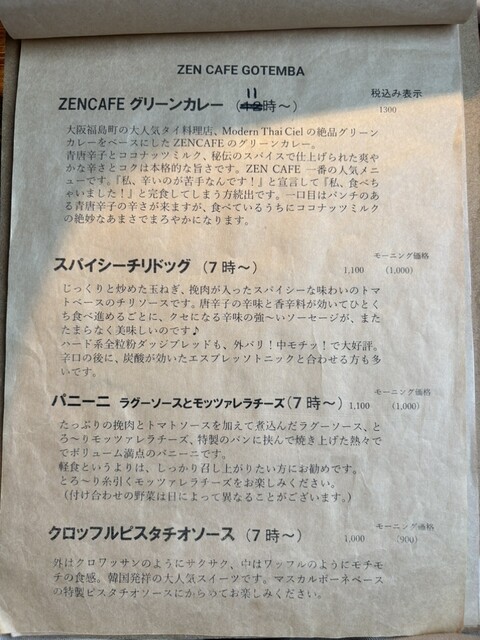 ZEN CAFE GOTEMBA
11
ZENCAFE グリーンカレー (12時～) 税込み表示
1300
大阪福島町の大人気タイ料理店、Modern Thai Cielの絶品グリーン
カレーをベースにしたZENCAFEのグリーンカレー。
青唐辛子とココナッツミルク、秘伝のスパイスで仕上げられた爽や
かな辛さとコクは本格的な旨さです。ZEN CAFE 一番の人気メニ
ューです。『私、辛いのが苦手なんです！』と宣言して『私、食べち
ゃいました！』と完食してしまう方続出です。一口目はパンチのあ
る青唐辛子の辛さが来ますが、食べているうちにココナッツミルク
の絶妙なあまさでまろやかになります。
モーニング価格
スパイシーチリドッグ (7時～) 1,100 (1,000)
じっくりと炒めた玉ねぎ、挽肉が入ったスパイシーな味わいのトマ
トベースのチリソースです。唐辛子の辛味と香辛料が効いてひとく
ち食べ進めるごとに、クセになる辛味の強～いソーセージが、また
たまらなく美味しいのです♪
ハード系全粒粉ダッジブレッドも、外パリ！中モチッ！で大好評。
辛口の後に、炭酸が効いたエスプレッソトニックと合わせる方も多
いです。
モーニング価格
パニーニ ラグーソースとモッツァレラチーズ(7時～) 1,100 (1,000)
たっぷりの挽肉とトマトソースを加えて煮込んだラグーソース、と
ろ～りモッツァレラチーズ、特製のパンに挟んで焼き上げた熱々で
でボリューム満点のパニーニです。
軽食というよりは、しっかり召し上がりたい方にお勧めです。
とろ～り糸引くモッツァレラチーズをお楽しみください。
(付け合わせの野菜は日によって異なることがございます。)
モーニング価格
クロッフルピスタチオソース (7時～) 1,000 (900)
外はクロワッサンのようにサクサク、中はワッフルのようにモチモ
チの食感。韓国発祥の大人気スイーツです。マスカルポーネベース
の特製ピスタチオソースにからめてお楽しみください。